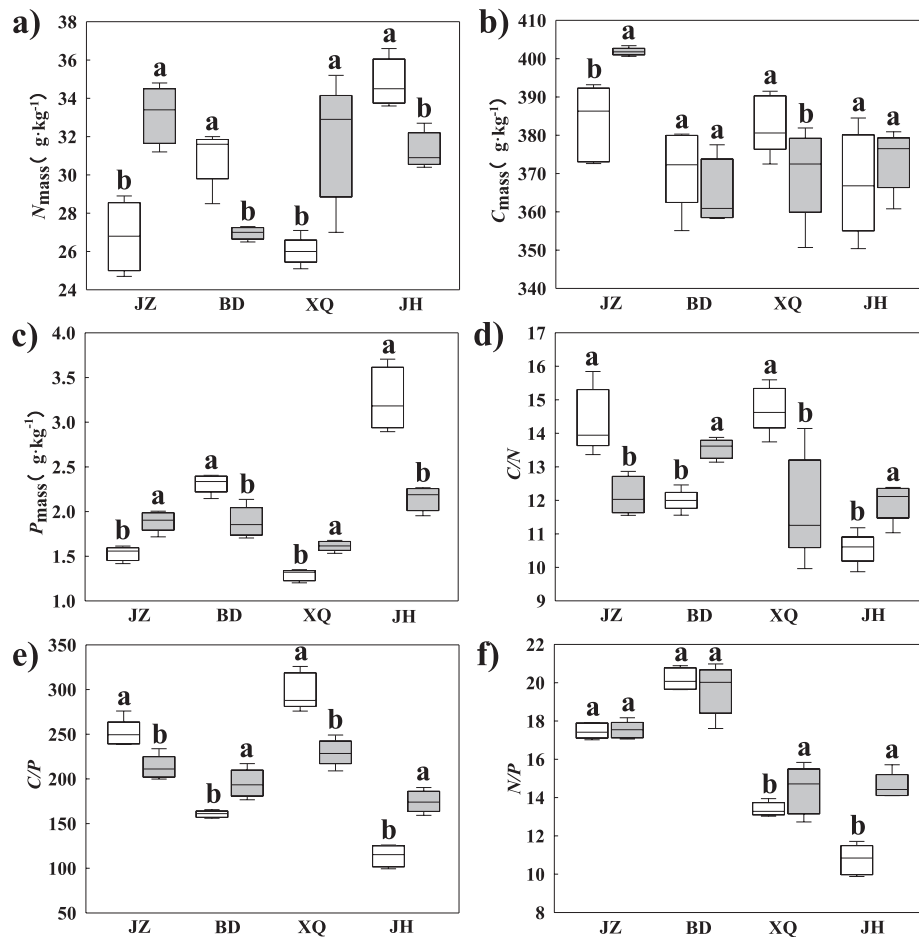 a)
38
36
34
32
30
28
26
24
Nmass( g·kg-1)
b a a b b a a b
JZ BD XQ JH
b)
420
400
380
360
340
Cmass( g·kg-1)
b a a a a b a a
JZ BD XQ JH
c)
4.0
3.5
3.0
2.5
2.0
1.5
1.0
Pmass( g·kg-1)
b a a b b a a b
JZ BD XQ JH
d)
17
16
15
14
13
12
11
10
9
C/N
a b b a a b b a
JZ BD XQ JH
e)
350
300
250
200
150
100
50
C/P
a b b a a b b a
JZ BD XQ JH
f)
22
20
18
16
14
12
10
8
N/P
a a a a b a b a
JZ BD XQ JH